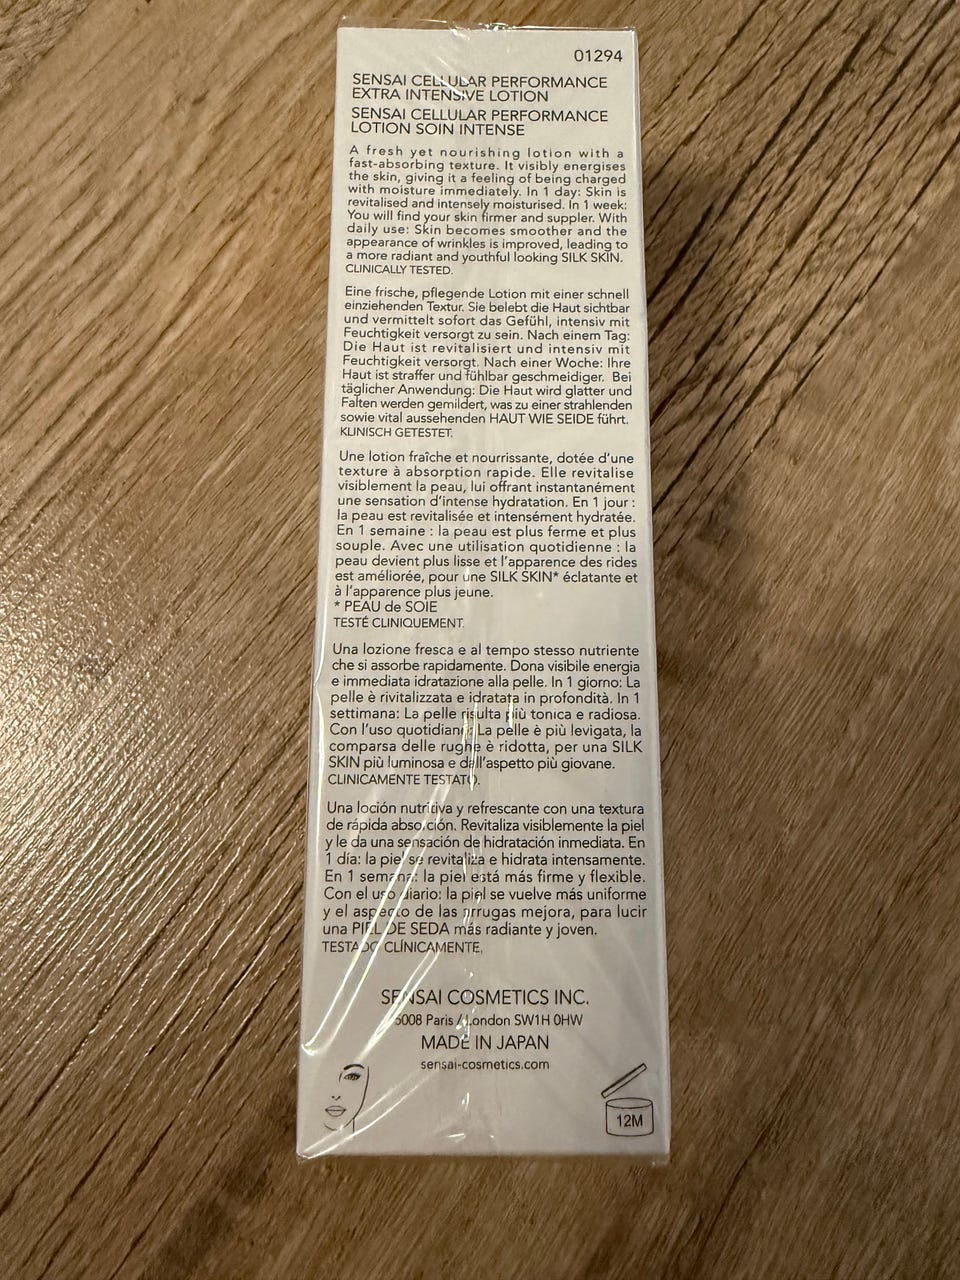 01294
SENSAI CELLULAR PERFORMANCE
EXTRA INTENSIVE LOTION
SENSAI CELLULAR PERFORMANCE
LOTION SOIN INTENSE
A fresh yet nourishing lotion with a
fast-absorbing texture. It visibly energises
the skin, giving it a feeling of being charged
with moisture immediately. In 1 day: Skin is
revitalised and intensely moisturised. In 1 week:
You will find your skin firmer and suppler. With
daily use: Skin becomes smoother and the
appearance of wrinkles is improved, leading to
a more radiant and youthful looking SILK SKIN.
CLINICALLY TESTED.
Eine frische, pflegende Lotion mit einer schnell
einziehenden Textur. Sie belebt die Haut sichtbar
und vermittelt sofort das Gefühl, intensiv mit
Feuchtigkeit versorgt zu sein. Nach einem Tag:
Die Haut ist revitalisiert und intensiv mit
Feuchtigkeit versorgt. Nach einer Woche: Ihre
Haut ist straffer und fühlbar geschmeidiger. Bei
täglicher Anwendung: Die Haut wird glatter und
Falten werden gemildert, was zu einer strahlenden
sowie vital aussehenden HAUT WIE SEIDE führt.
KLINISCH GETESTET.
Une lotion fraîche et nourrissante, dotée d'une
texture à absorption rapide. Elle revitalise
visiblement la peau, lui offrant instantanément
une sensation d'intense hydratation. En 1 jour :
la peau est revitalisée et intensément hydratée.
En 1 semaine : la peau est plus ferme et plus
souple. Avec une utilisation quotidienne : la
peau devient plus lisse et l'apparence des rides
est améliorée, pour une SILK SKIN* éclatante et
à l'apparence plus jeune.
* PEAU de SOIE
TESTÉ CLINIQUEMENT.
Una lozione fresca e al tempo stesso nutriente
che si assorbe rapidamente. Dona visibile energia
e immediata idratazione alla pelle. In 1 giorno: La
pelle è rivitalizzata e idratata in profondità. In 1
settimana: La pelle risulta più tonica e radiosa.
Con l'uso quotidiano: La pelle è più levigata, la
comparsa delle rughe è ridotta, per una SILK
SKIN più luminosa e dall'aspetto più giovane.
CLINICAMENTE TESTATO.
Una loción nutritiva y refrescante con una textura
de rápida absorción. Revitaliza visiblemente la piel
y le da una sensación de hidratación inmediata. En
1 día: la piel se revitaliza e hidrata intensamente.
En 1 semana: la piel está más firme y flexible.
Con el uso diario: la piel se vuelve más uniforme
y el aspecto de las arrugas mejora, para lucir
una PIEL DE SEDA más radiante y joven.
TESTADO CLÍNICAMENTE.
SENSAI COSMETICS INC.
75008 Paris / London SW1H 0HW
MADE IN JAPAN
sensai-cosmetics.com
12M